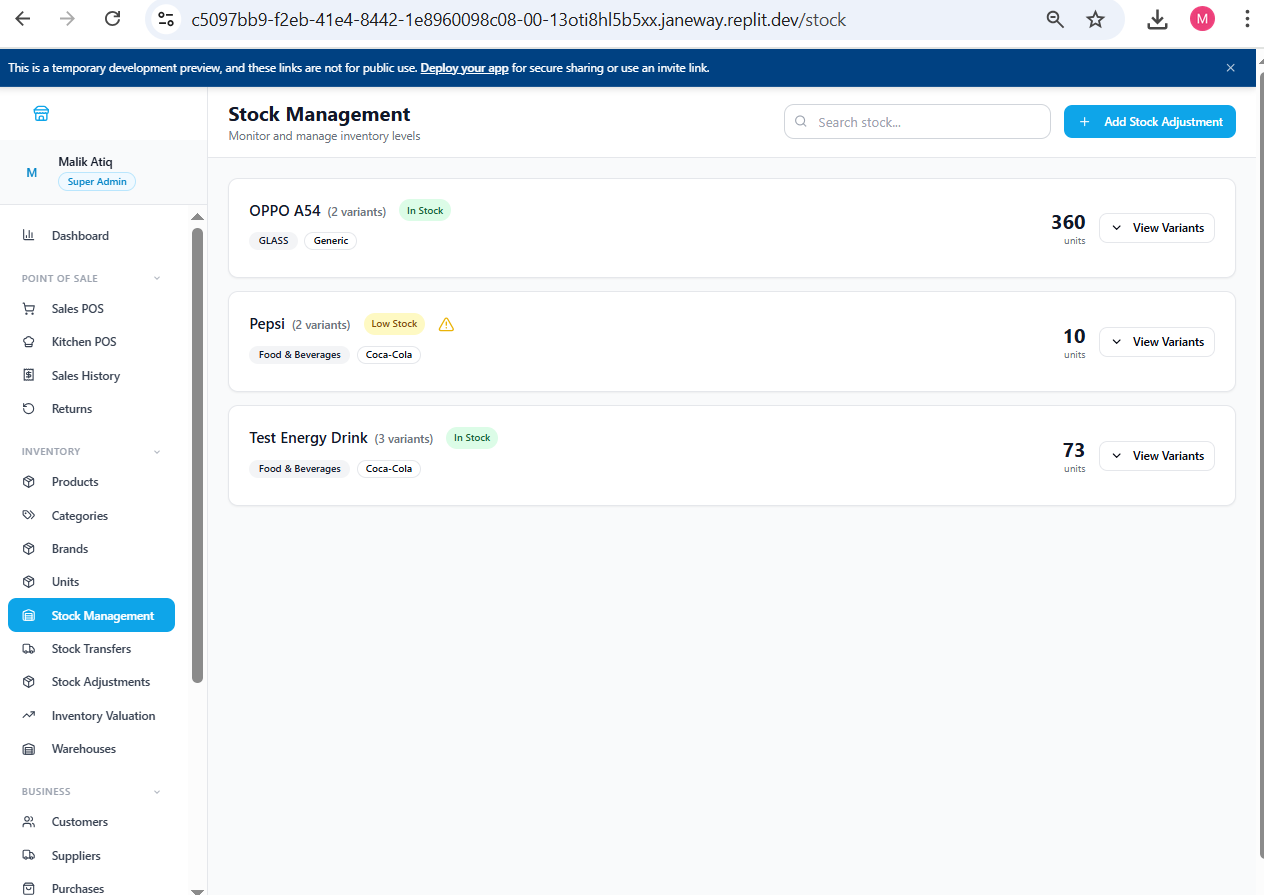 c5097bb9-f2eb-41e4-8442-1e8960098c08-00-13oti8hl5b5xx.janeway.replit.dev/stock
M
This is a temporary development preview, and these links are not for public use. Deploy your app for secure sharing or use an invite link.
M
Malik Atiq
Super Admin
Dashboard
POINT OF SALE
Sales POS
Kitchen POS
Sales History
Returns
INVENTORY
Products
Categories
Brands
Units
Stock Management
Stock Transfers
Stock Adjustments
Inventory Valuation
Warehouses
BUSINESS
Customers
Suppliers
Purchases
Stock Management
Monitor and manage inventory levels
Search stock...
+ Add Stock Adjustment
OPPO A54 (2 variants) In Stock
GLASS Generic
360
units
View Variants
Pepsi (2 variants) Low Stock
Food & Beverages Coca-Cola
10
units
View Variants
Test Energy Drink (3 variants) In Stock
Food & Beverages Coca-Cola
73
units
View Variants